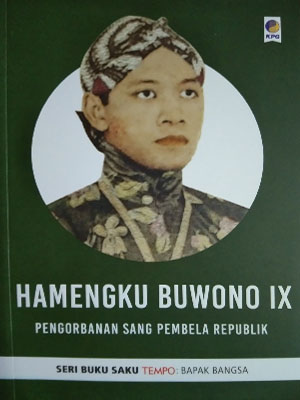 KPG
HAMENGKU BUWONO IX
PENGORBANAN SANG PEMBELA REPUBLIK
SERI BUKU SAKU TEMPO: BAPAK BANGSA